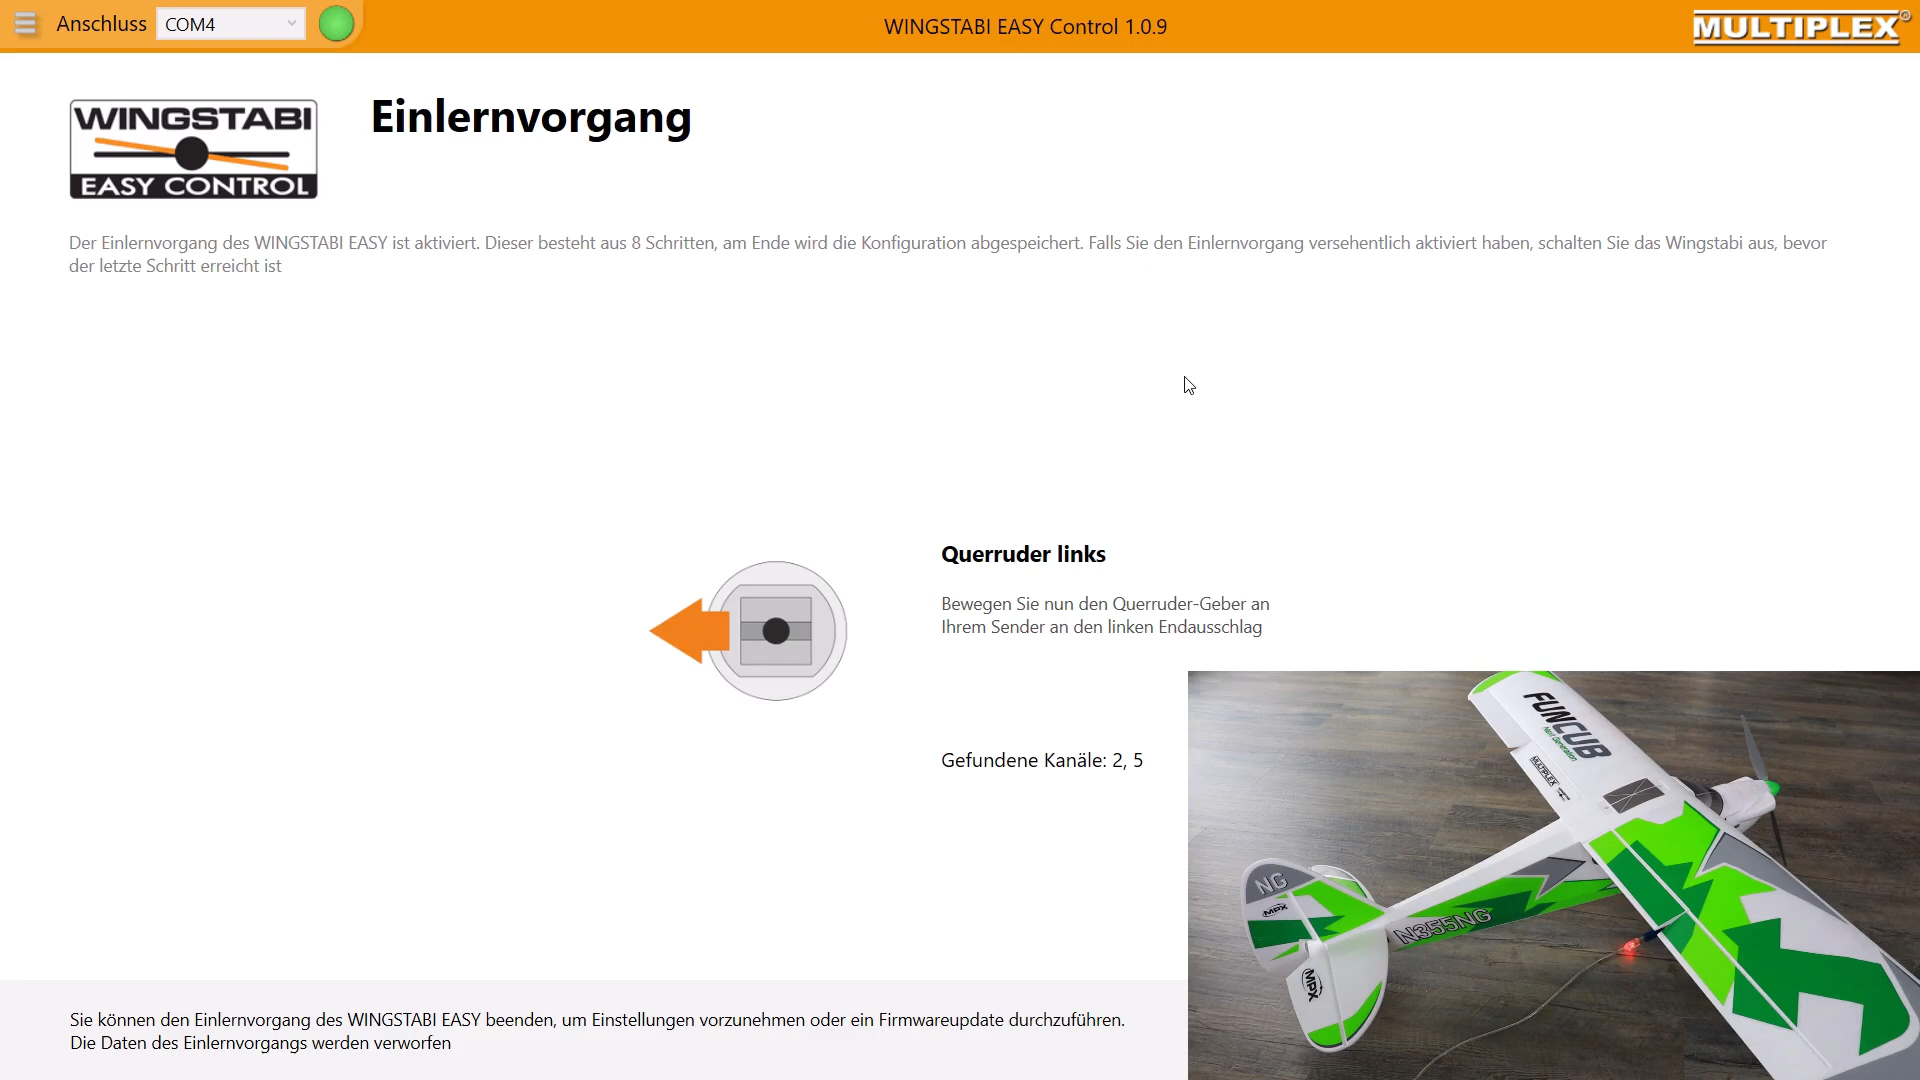 Anschluss COM4 WINGSTABI EASY Control 1.0.9 MULTIPLEX®
WINGSTABI
EASY CONTROL
Einlernvorgang
Der Einlernvorgang des WINGSTABI EASY ist aktiviert. Dieser besteht aus 8 Schritten, am Ende wird die Konfiguration abgespeichert. Falls Sie den Einlernvorgang versehentlich aktiviert haben, schalten Sie das Wingstabi aus, bevor
der letzte Schritt erreicht ist
Querruder links
Bewegen Sie nun den Querruder-Geber an
Ihrem Sender an den linken Endausschlag
Gefundene Kanäle: 2, 5
FUNCUB
Next Generation
MULTIPLEX
NG
MPX
N355NG
MPX
Sie können den Einlernvorgang des WINGSTABI EASY beenden, um Einstellungen vorzunehmen oder ein Firmwareupdate durchzuführen.
Die Daten des Einlernvorgangs werden verworfen